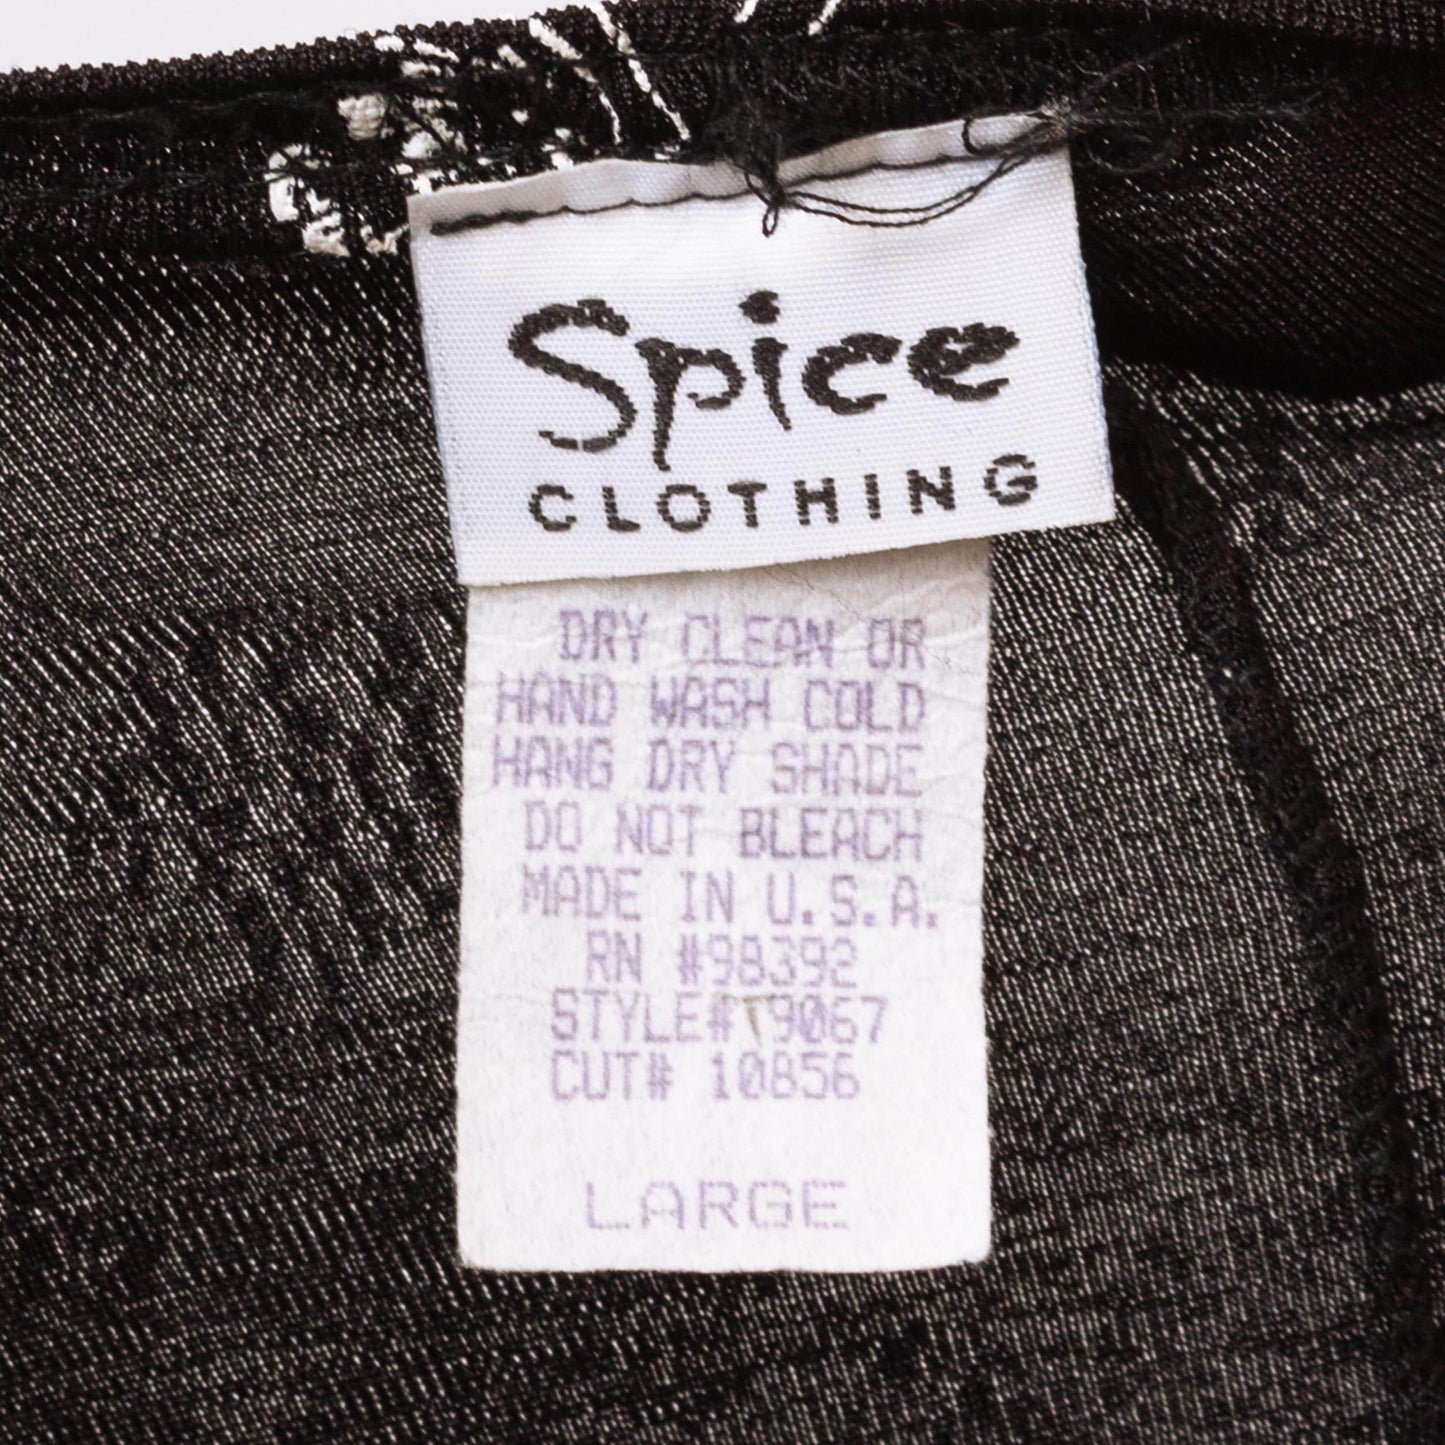 Spice
CLOTHING
DRY CLEAN OR
HAND WASH COLD
HANG DRY SHADE
DO NOT BLEACH
MADE IN U.S.A.
RN #98392
STYLE# 9067
CUT# 10856
LARGE